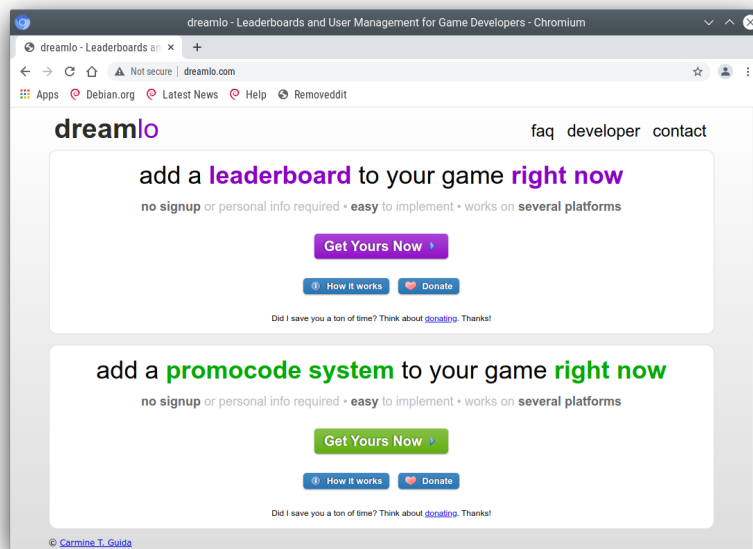 dreamlo - Leaderboards and User Management for Game Developers - Chromium
dreamlo - Leaderboards an
Not secure | dreamlo.com
Apps Debian.org Latest News Help Removeddit
dreamlo
faq developer contact
add a leaderboard to your game right now
no signup or personal info required • easy to implement • works on several platforms
Get Yours Now
How it works Donate
Did I save you a ton of time? Think about donating. Thanks!
add a promocode system to your game right now
no signup or personal info required • easy to implement • works on several platforms
Get Yours Now
How it works Donate
Did I save you a ton of time? Think about donating. Thanks!
© Carmine T. Guida